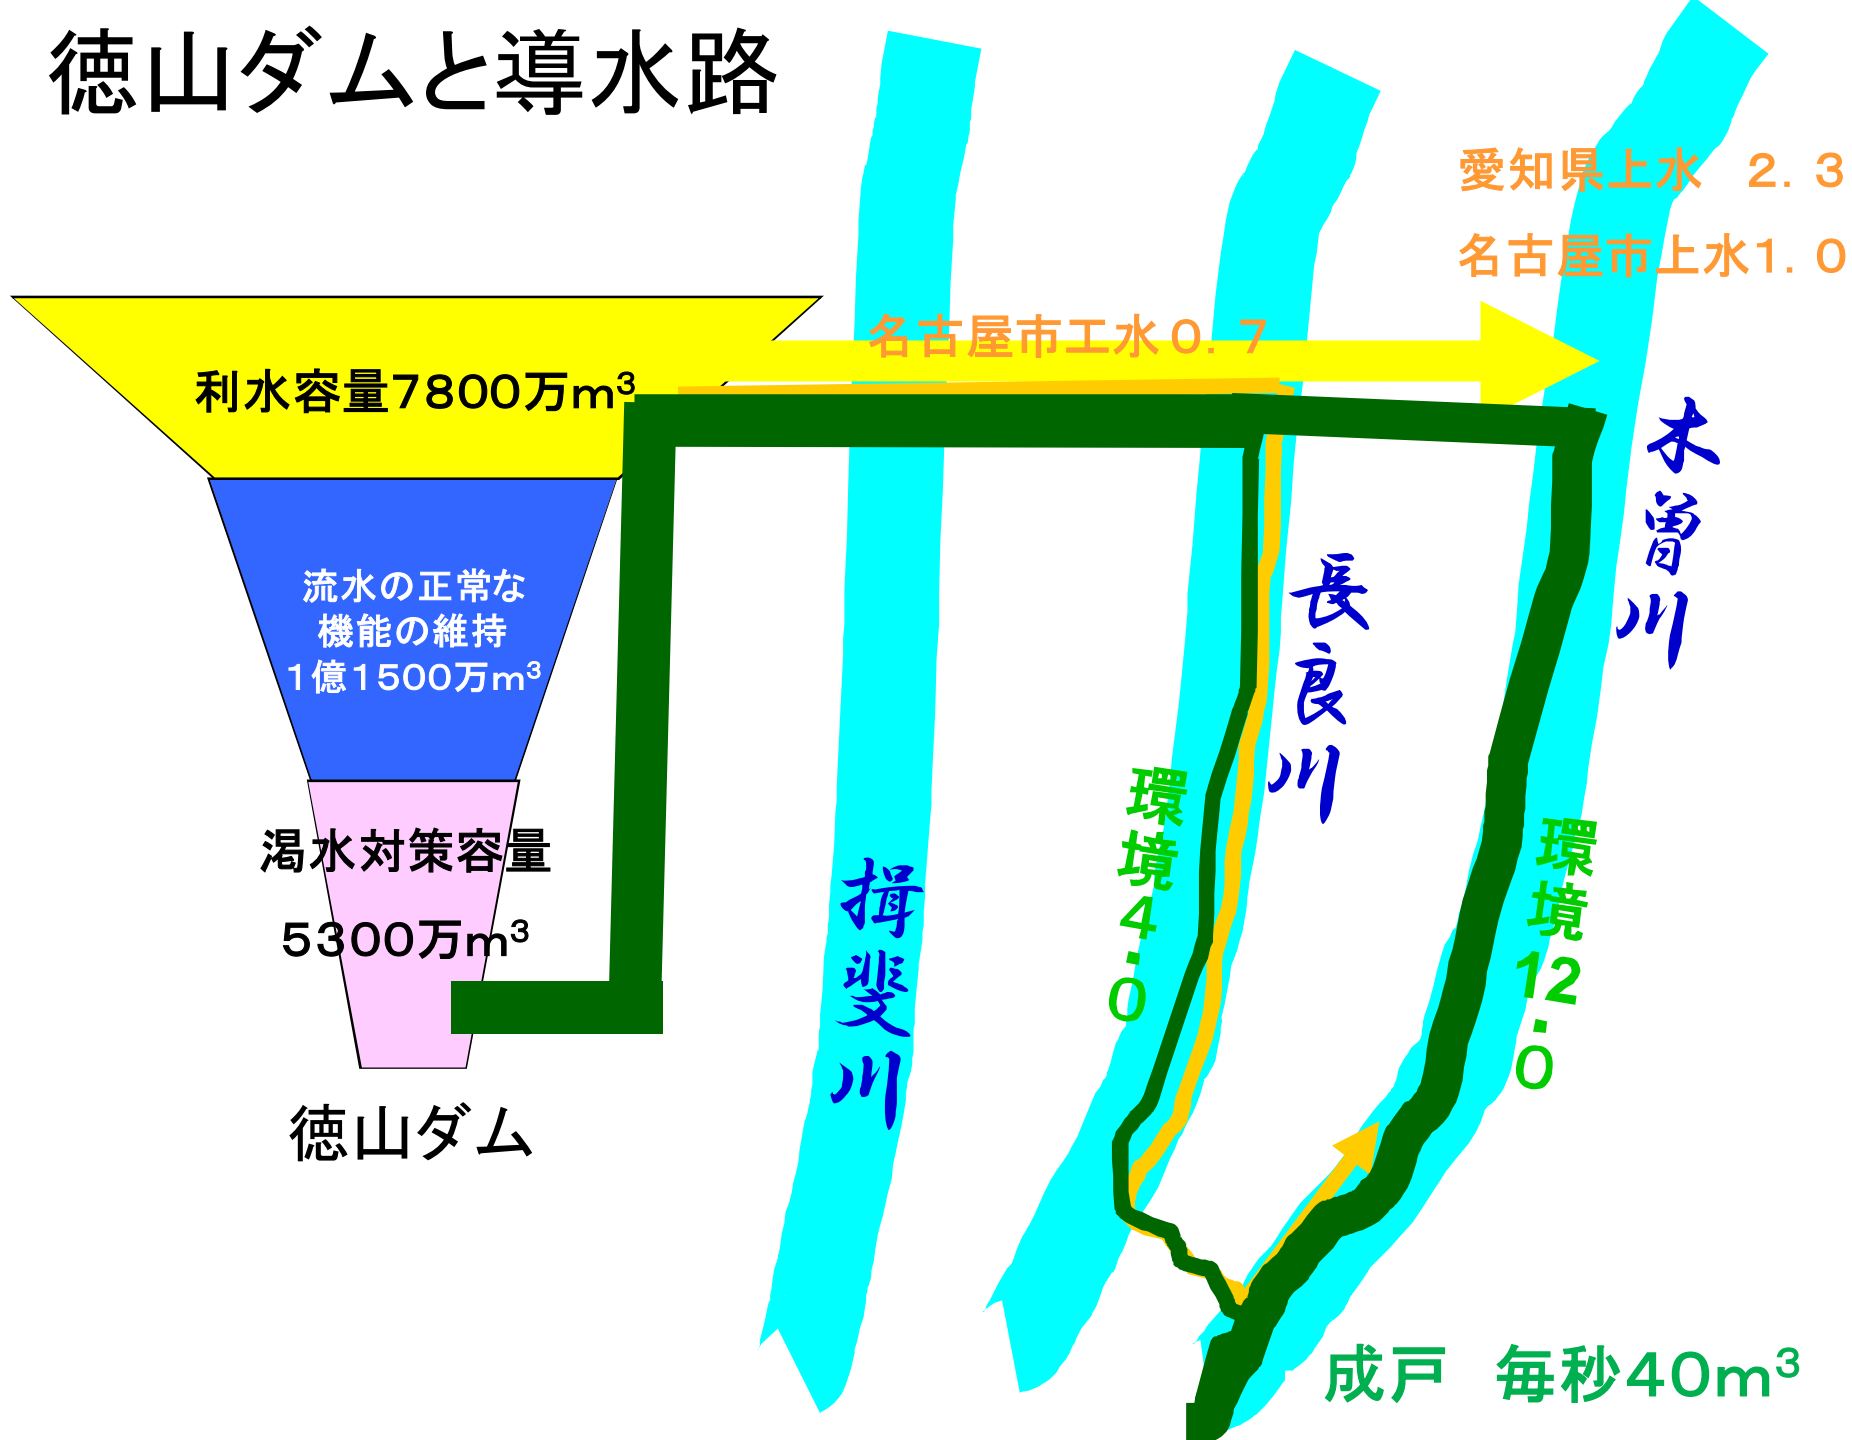 徳山ダムと導水路
愛知県上水　２．３
名古屋市上水１．０
名古屋市工水０．７
利水容量７８００万ｍ³
流水の正常な
機能の維持
１億１５００万ｍ³
渇水対策容量
５３００万ｍ³
徳山ダム
揖斐川
長良川
木曽川
環境４．０
環境１２．０
成戸　毎秒４０ｍ³